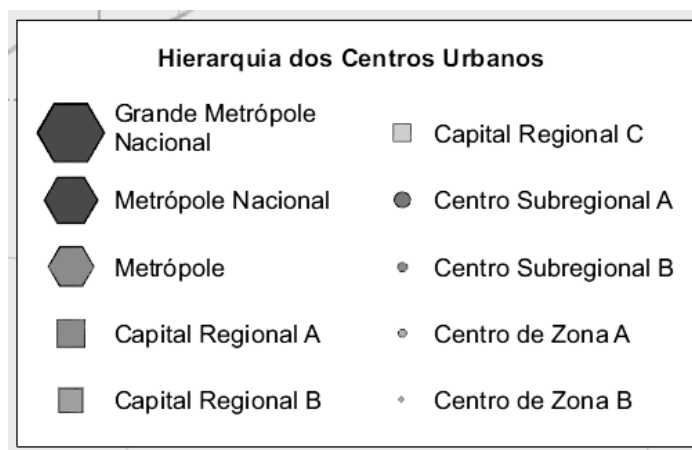 Hierarquia dos Centros Urbanos
Grande Metrópole
Nacional
Metrópole Nacional
Metrópole
Capital Regional A
Capital Regional B
Capital Regional C
Centro Subregional A
Centro Subregional B
Centro de Zona A
Centro de Zona B